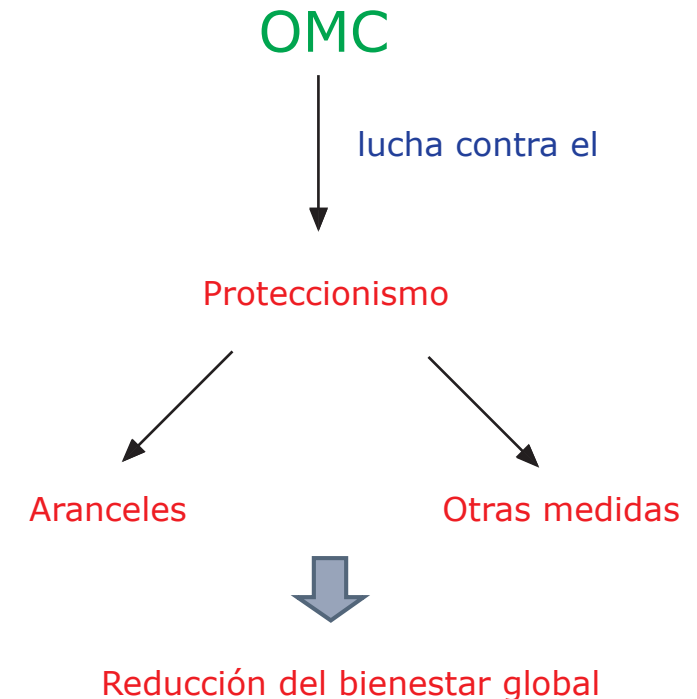 OMC
lucha contra el
Proteccionismo
Aranceles
Otras medidas
Reducción del bienestar global